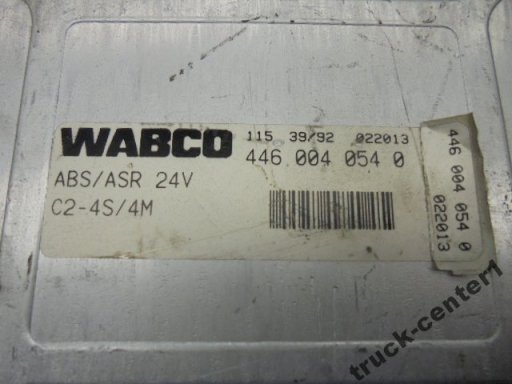 WABCO
115 39/92 022013
446 004 054 0
ABS/ASR 24V
C2-4S/4M
446 004 054 0
022013
truck-center1